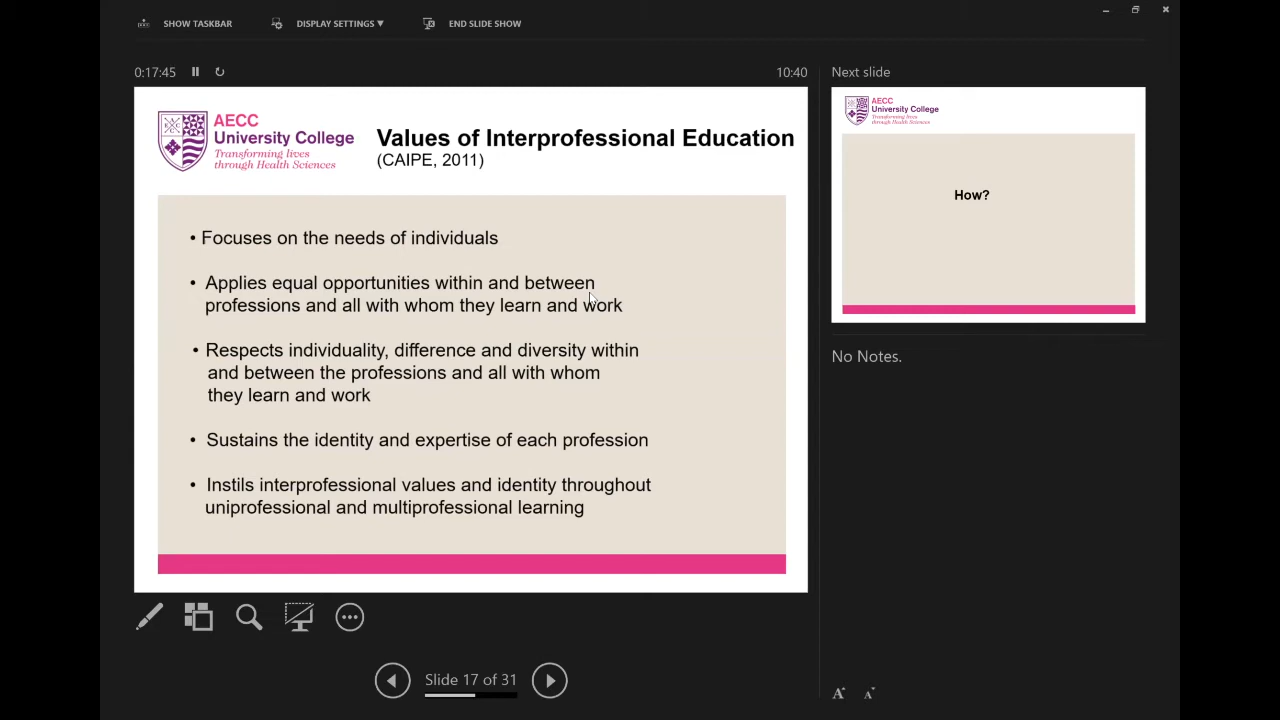 SHOW TASKBAR
DISPLAY SETTINGS ▼
END SLIDE SHOW
0:17:45
10:40
AECC
University College
Transforming lives
through Health Sciences
Values of Interprofessional Education
(CAIPE, 2011)
• Focuses on the needs of individuals
• Applies equal opportunities within and between
professions and all with whom they learn and work
• Respects individuality, difference and diversity within
and between the professions and all with whom
they learn and work
• Sustains the identity and expertise of each profession
• Instils interprofessional values and identity throughout
uniprofessional and multiprofessional learning
Slide 17 of 31
Next slide
AECC
University College
Transforming lives
through Health Sciences
How?
No Notes.
A A